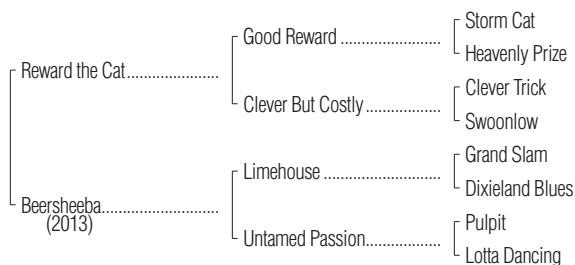 Storm Cat
Good Reward ........................
Heavenly Prize
Reward the Cat......................
Clever Trick
Clever But Costly ..................
Swoonlow
Grand Slam
Limehouse ............................
Dixieland Blues
Beersheeba............................
(2013)
Pulpit
Untamed Passion..................
Lotta Dancing